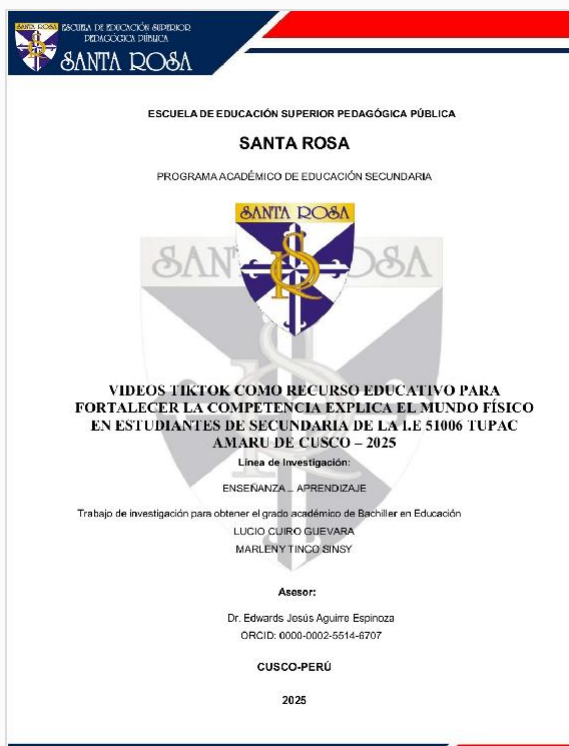 SANTA ROSA
ESCUELA DE EDUCACIÓN SUPERIOR
PEDAGÓGICA PÚBLICA
SANTA ROSA
ESCUELA DE EDUCACIÓN SUPERIOR PEDAGÓGICA PÚBLICA
SANTA ROSA
PROGRAMA ACADÉMICO DE EDUCACIÓN SECUNDARIA
SANTA ROSA
SANTA ROSA
VIDEOS TIKTOK COMO RECURSO EDUCATIVO PARA
FORTALECER LA COMPETENCIA EXPLICA EL MUNDO FÍSICO
EN ESTUDIANTES DE SECUNDARIA DE LA I.E 51006 TUPAC
AMARU DE CUSCO – 2025
Línea de Investigación:
ENSEÑANZA _ APRENDIZAJE
Trabajo de investigación para obtener el grado académico de Bachiller en Educación
LUCIO CUIRO GUEVARA
MARLENY TINCO SINSY
Asesor:
Dr. Edwards Jesús Aguirre Espinoza
ORCID: 0000-0002-5514-6707
CUSCO-PERÚ
2025